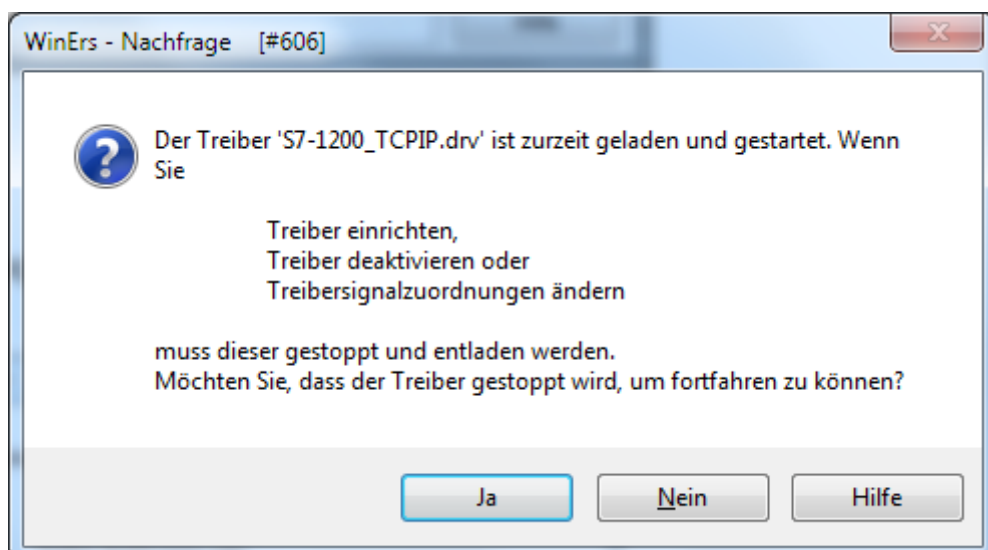 WinErs - Nachfrage [#606]
Der Treiber 'S7-1200_TCPIP.drv' ist zurzeit geladen und gestartet. Wenn
Sie
Treiber einrichten,
Treiber deaktivieren oder
Treibersignalzuordnungen ändern
muss dieser gestoppt und entladen werden.
Möchten Sie, dass der Treiber gestoppt wird, um fortfahren zu können?
Ja Nein Hilfe